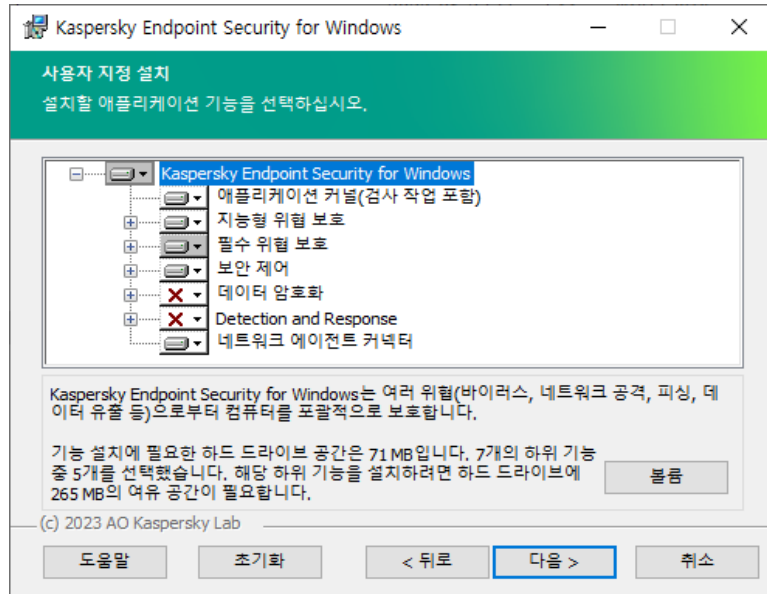 Kaspersky Endpoint Security for Windows
사용자 지정 설치
설치할 애플리케이션 기능을 선택하십시오.
Kaspersky Endpoint Security for Windows
애플리케이션 커널(검사 작업 포함)
지능형 위협 보호
필수 위협 보호
보안 제어
데이터 암호화
Detection and Response
네트워크 에이전트 커넥터
Kaspersky Endpoint Security for Windows는 여러 위협(바이러스, 네트워크 공격, 피싱, 데
이터 유출 등)으로부터 컴퓨터를 포괄적으로 보호합니다.
기능 설치에 필요한 하드 드라이브 공간은 71 MB입니다. 7개의 하위 기능
중 5개를 선택했습니다. 해당 하위 기능을 설치하려면 하드 드라이브에
265 MB의 여유 공간이 필요합니다.
볼륨
(c) 2023 AO Kaspersky Lab
도움말 초기화 < 뒤로 다음 > 취소